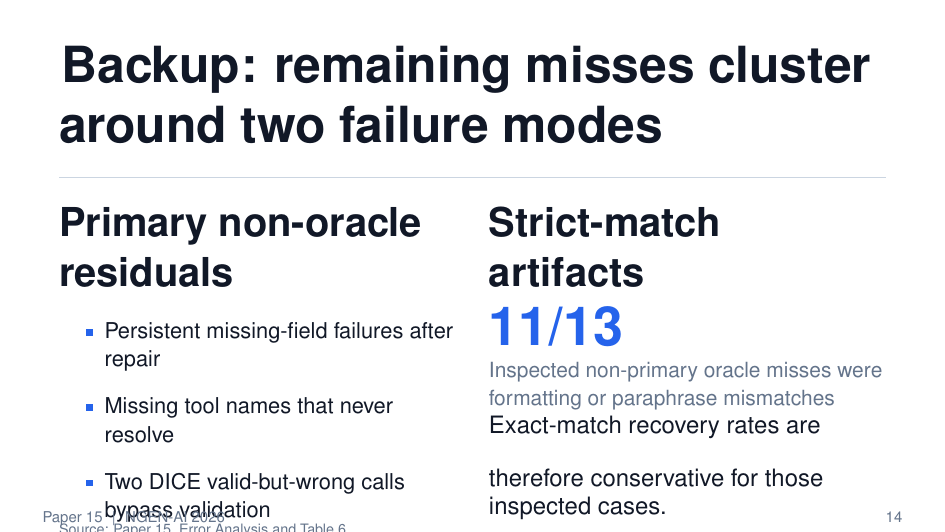 Backup: remaining misses cluster
around two failure modes
Primary non-oracle
residuals
Persistent missing-field failures after
repair
Missing tool names that never
resolve
Two DICE valid-but-wrong calls
bypass validation
Strict-match
artifacts
11/13
Inspected non-primary oracle misses were
formatting or paraphrase mismatches
Exact-match recovery rates are
therefore conservative for those
inspected cases.
Paper 15 | NGEN-AI 2026
Source: Paper 15, Error Analysis and Table 6
14